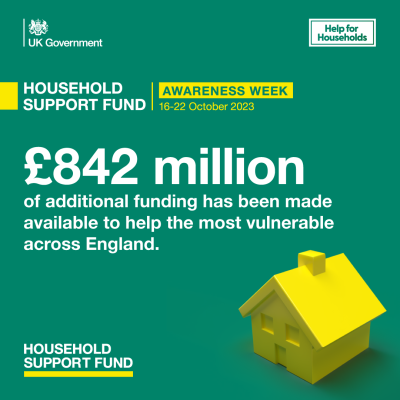 UK Government
Help for
Households
HOUSEHOLD
SUPPORT FUND
AWARENESS WEEK
16-22 October 2023
£842 million
of additional funding has been made
available to help the most vulnerable
across England.
HOUSEHOLD
SUPPORT FUND